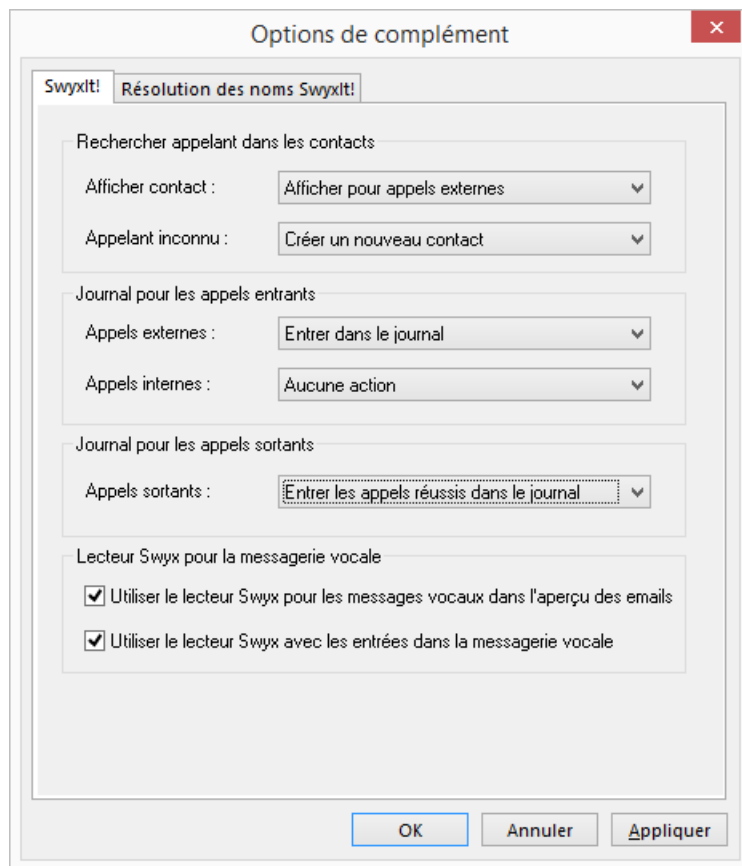 Options de complément
SwyxIt!
Résolution des noms SwyxIt!
Rechercher appelant dans les contacts
Afficher contact : Afficher pour appels externes
Appelant inconnu : Créer un nouveau contact
Journal pour les appels entrants
Appels externes : Entrer dans le journal
Appels internes : Aucune action
Journal pour les appels sortants
Appels sortants : Entrer les appels réussis dans le journal
Lecteur Swyx pour la messagerie vocale
Utiliser le lecteur Swyx pour les messages vocaux dans l'aperçu des emails
Utiliser le lecteur Swyx avec les entrées dans la messagerie vocale
OK Annuler Appliquer